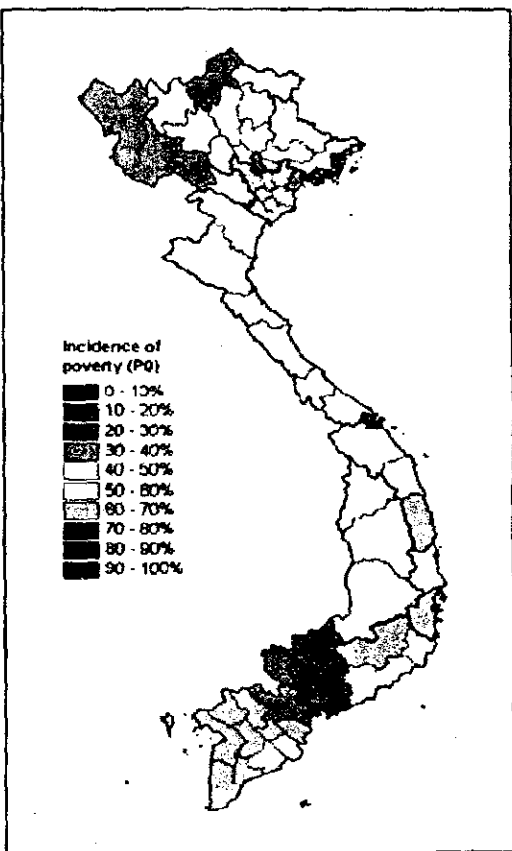 Incidence of
poverty (P0)
0 - 10%
10 - 20%
20 - 30%
30 - 40%
40 - 50%
50 - 60%
60 - 70%
70 - 80%
80 - 90%
90 - 100%